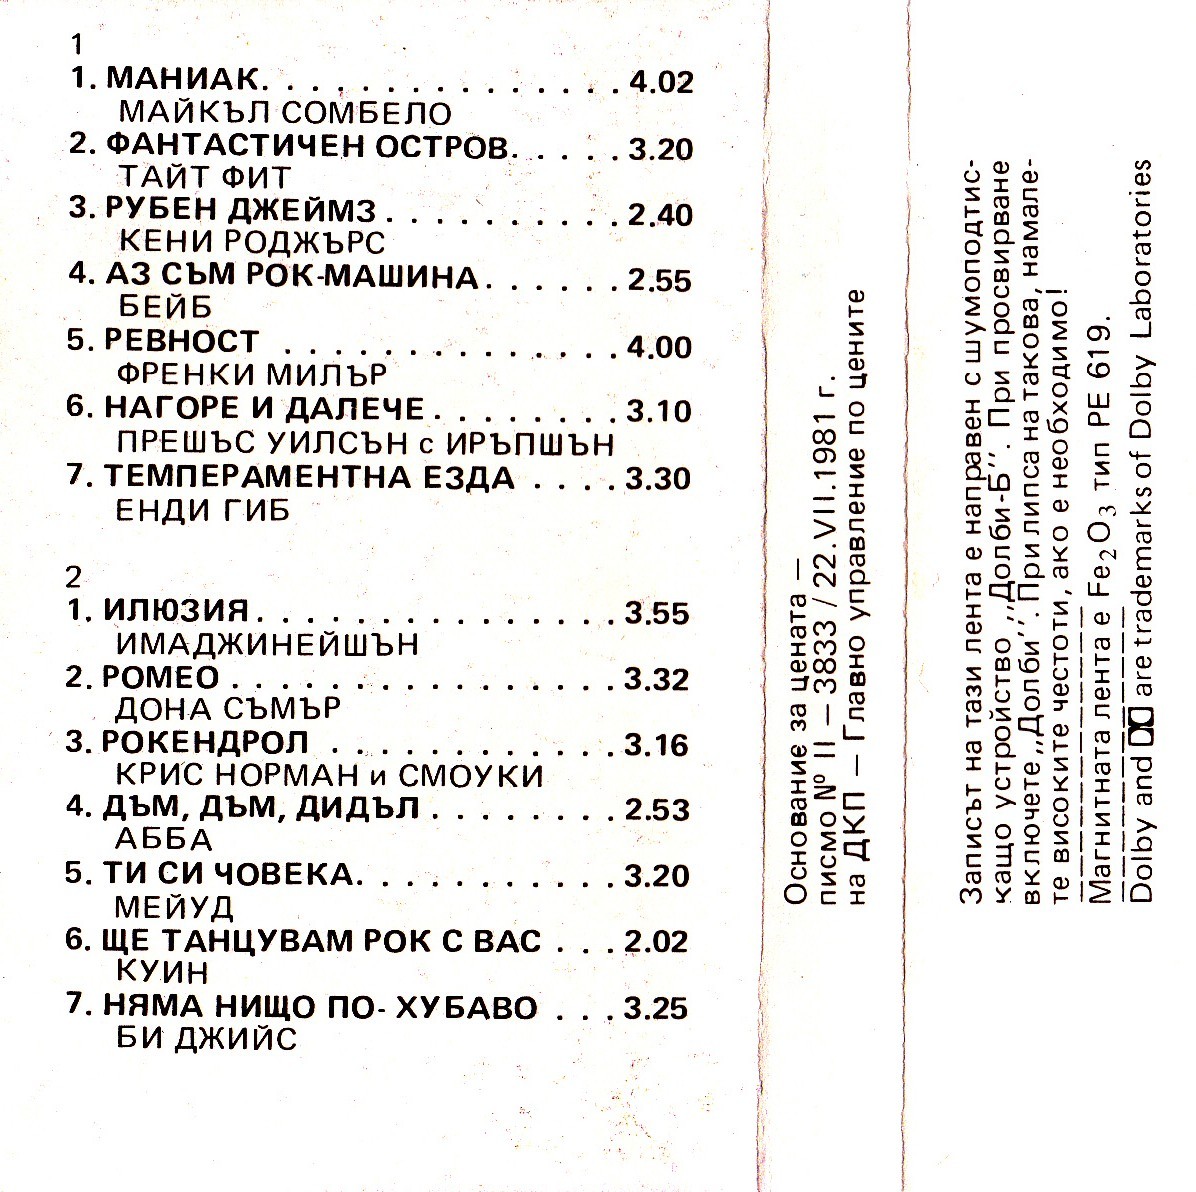 1
1. МАНИАК. . . . . . . . . . . . . . . . 4.02
МАЙКЪЛ СОМБЕЛО
2. ФАНТАСТИЧЕН ОСТРОВ. . . . . . 3.20
ТАЙТ ФИТ
3. РУБЕН ДЖЕЙМЗ . . . . . . . . . . . 2.40
КЕНИ РОДЖЪРС
4. АЗ СЪМ РОК-МАШИНА . . . . . . . 2.55
БЕЙБ
5. РЕВНОСТ . . . . . . . . . . . . . . . 4.00
ФРЕНКИ МИЛЪР
6. НАГОРЕ И ДАЛЕЧЕ . . . . . . . . . 3.10
ПРЕШЪС УИЛСЪН с ИРЪПШЪН
7. ТЕМПЕРАМЕНТНА ЕЗДА . . . . 3.30
ЕНДИ ГИБ
2
1. ИЛЮЗИЯ . . . . . . . . . . . . . . . . 3.55
ИМАДЖИНЕЙШЪН
2. РОМЕО . . . . . . . . . . . . . . . . . 3.32
ДОНА СЪМЪР
3. РОКЕНДРОЛ . . . . . . . . . . . . . 3.16
КРИС НОРМАН и СМОУКИ
4. ДЪМ, ДЪМ, ДИДЪЛ . . . . . . . . 2.53
АББА
5. ТИ СИ ЧОВЕКА. . . . . . . . . . . . 3.20
МЕЙУД
6. ЩЕ ТАНЦУВАМ РОК С ВАС . . . 2.02
КУИН
7. НЯМА НИЩО ПО- ХУБАВО . . . 3.25
БИ ДЖИЙС
Основание за цената –
писмо № II – 3833 / 22.VII.1981 г.
на ДКП – Главно управление по цените
Записът на тази лента е направен с шумоподтис-
кащо устройство „Долби-Б”. При просвирване
включете „Долби”. При липса на такова, намале-
те високите честоти, ако е необходимо!
Магнитната лента е Fe2O3 тип PE 619.
Dolby and are trademarks of Dolby Laboratories